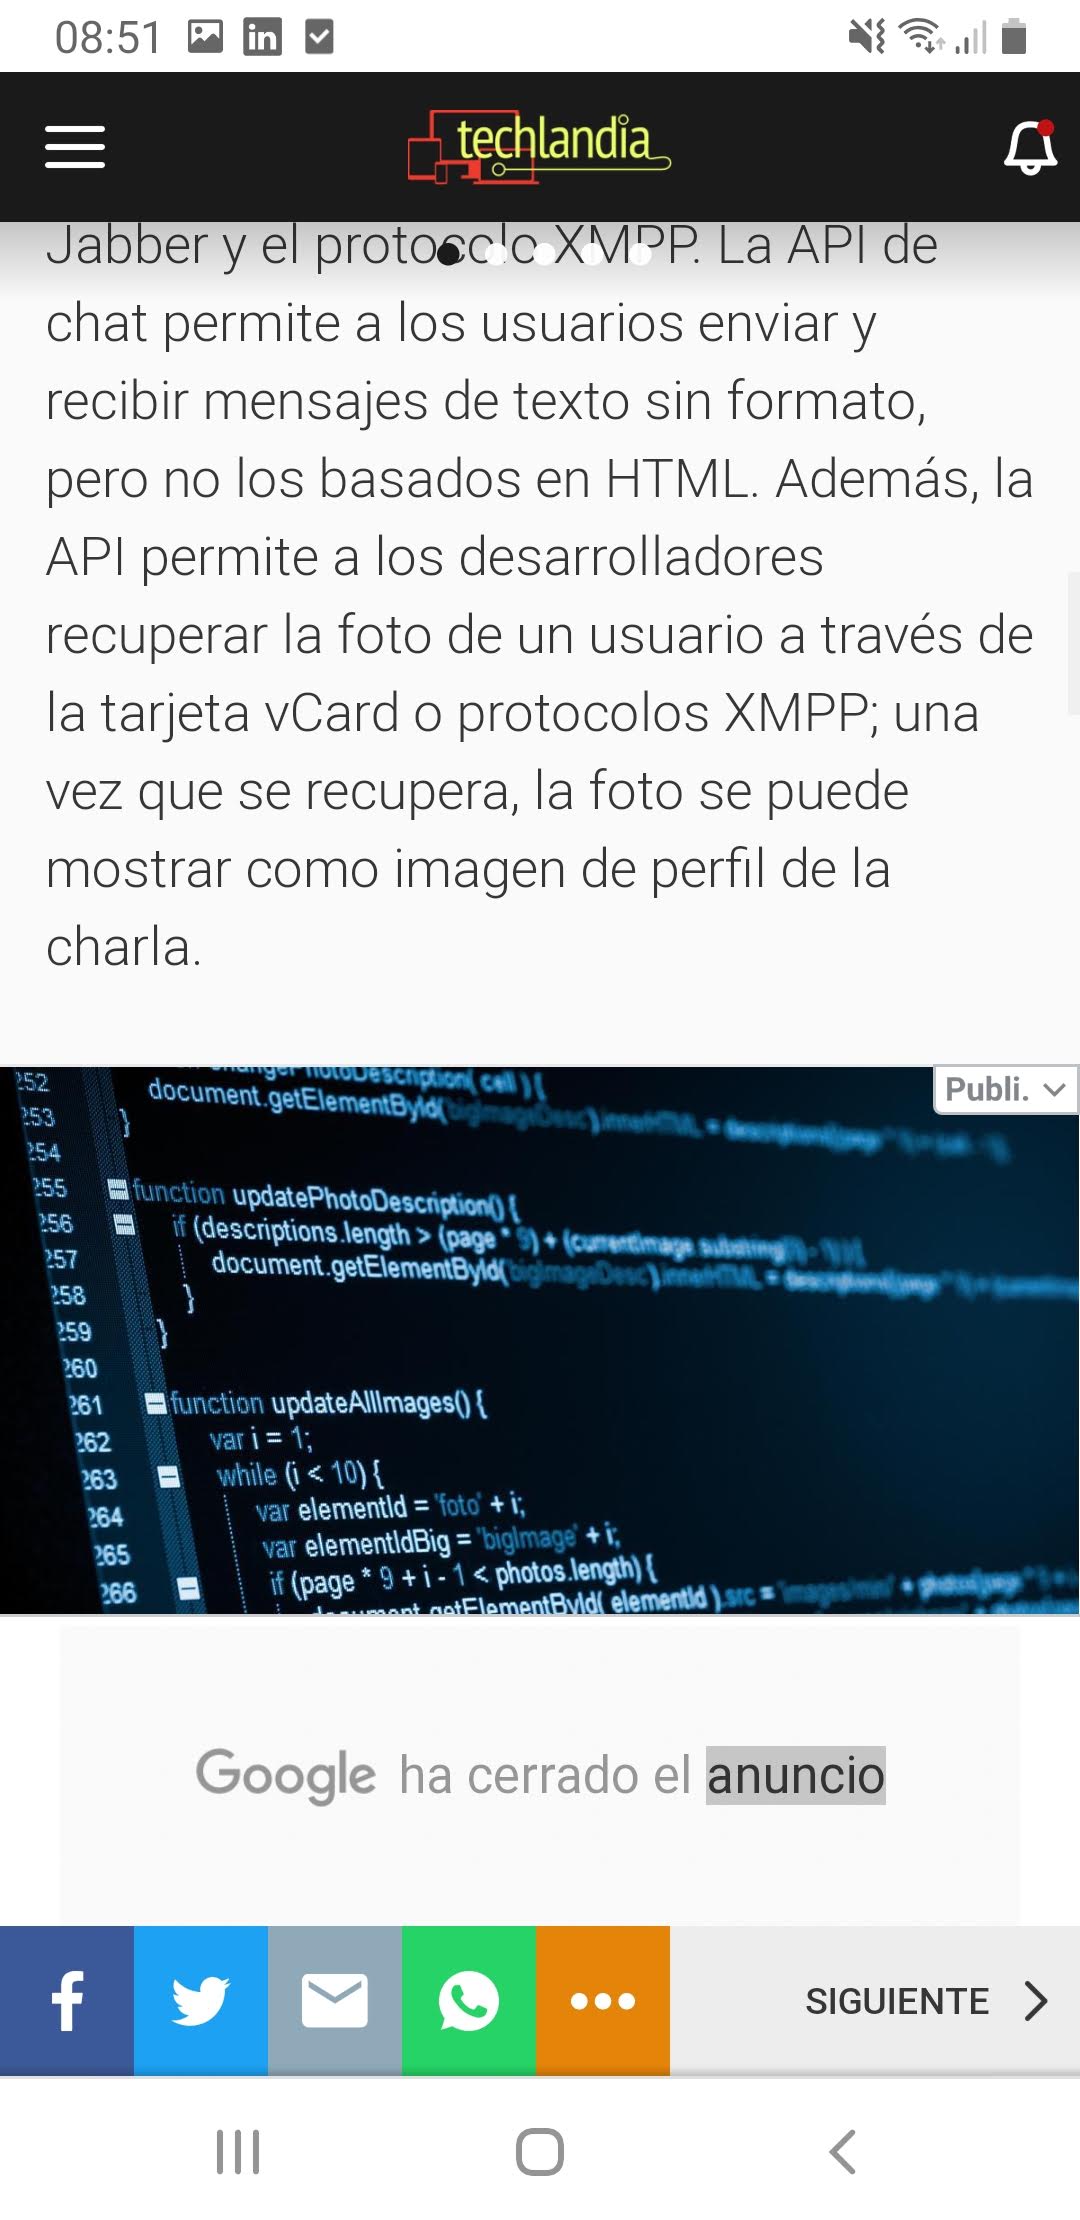 08:51
techlandia
Jabber y el protocolo XMPP. La API de
chat permite a los usuarios enviar y
recibir mensajes de texto sin formato,
pero no los basados en HTML. Además, la
API permite a los desarrolladores
recuperar la foto de un usuario a través de
la tarjeta vCard o protocolos XMPP; una
vez que se recupera, la foto se puede
mostrar como imagen de perfil de la
charla.
Publi.
252 document.getElementById(
253 }
254
255 function updatePhotoDescription() {
256 if (descriptions.length > (page * 9) + (currentImage.substring(
257 document.getElementById('bigImageDesc').innerHTML =
258 }
259 }
260
261 function updateAllImages() {
262 var i = 1;
263 while (i < 10) {
264 var elementId = 'foto' + i;
265 var elementIdBig = 'bigImage' + i;
266 if (page * 9 + i - 1 < photos.length) {
document.getElementById( elementId ).src =
Google ha cerrado el anuncio
SIGUIENTE